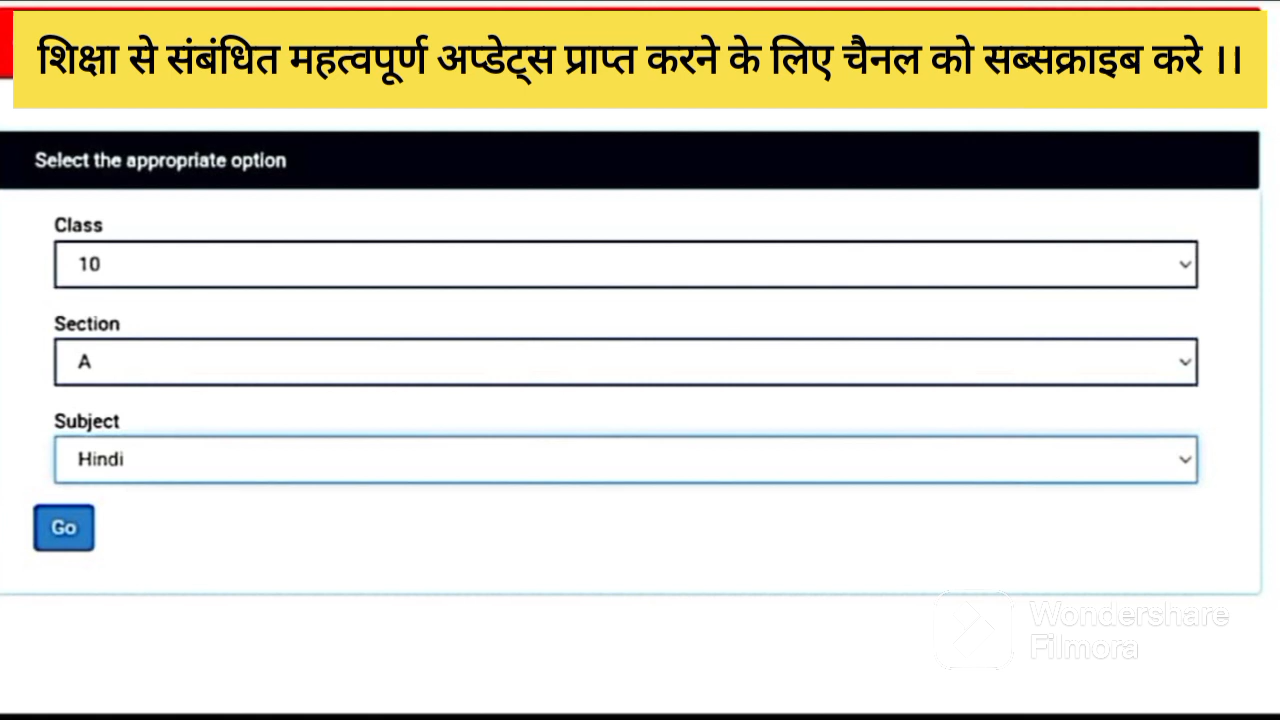 शिक्षा से संबंधित महत्वपूर्ण अप्डेट्स प्राप्त करने के लिए चैनल को सब्सक्राइब करे ।।
Select the appropriate option
Class
10
Section
A
Subject
Hindi
Go
Wondershare
Filmora